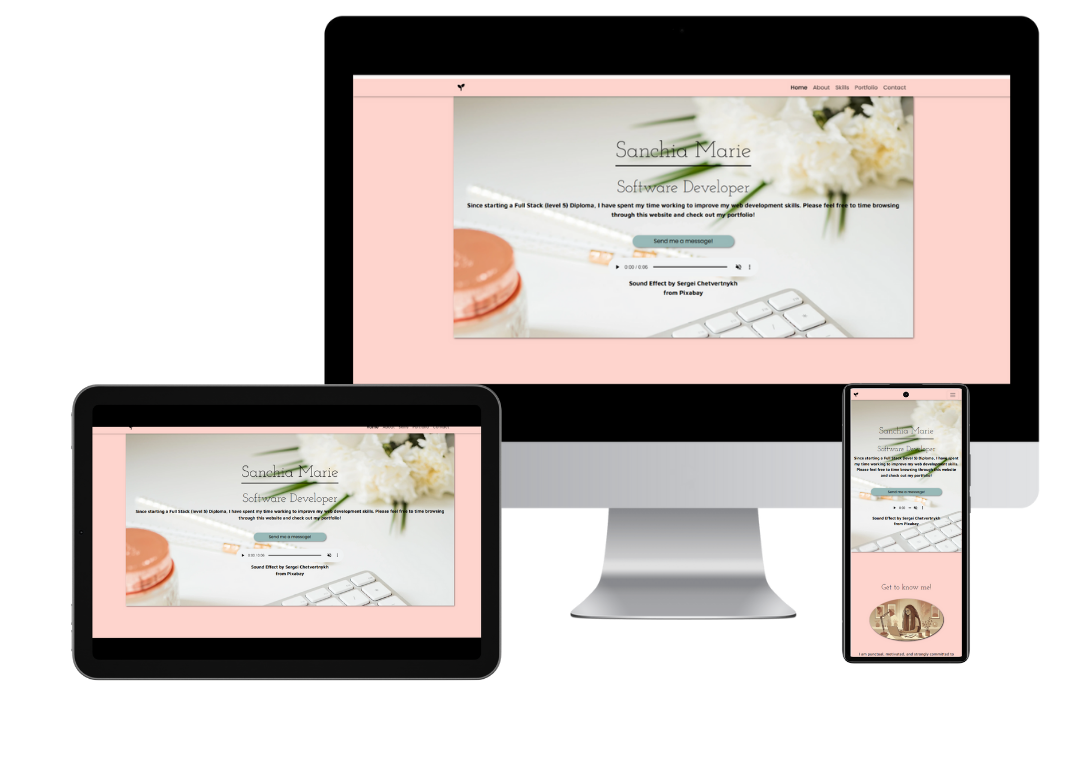 Home About Skills Portfolio Contact
Sanchia Marie
Software Developer
Since starting a Full Stack (level 5) Diploma, I have spent my time working to improve my web development skills. Please feel free to time browsing
through this website and check out my portfolio!
Send me a message!
0:00 / 0:06
Sound Effect by Sergei Chetvertnykh
from Pixabay
Home About Skills Portfolio Contact
Sanchia Marie
Software Developer
Since starting a Full Stack (level 5) Diploma, I have spent my time working to improve my web development skills. Please feel free to time browsing
through this website and check out my portfolio!
Send me a message!
0:00 / 0:06
Sound Effect by Sergei Chetvertnykh
from Pixabay
Sanchia Marie
Software Developer
Since starting a Full Stack (level 5) Diploma, I have spent
my time working to improve my web development skills.
Please feel free to time browsing through this website
and check out my portfolio!
Send me a message!
0:00
Sound Effect by Sergei Chetvertnykh
from Pixabay
Get to know me!
I am punctual, motivated, and strongly committed to